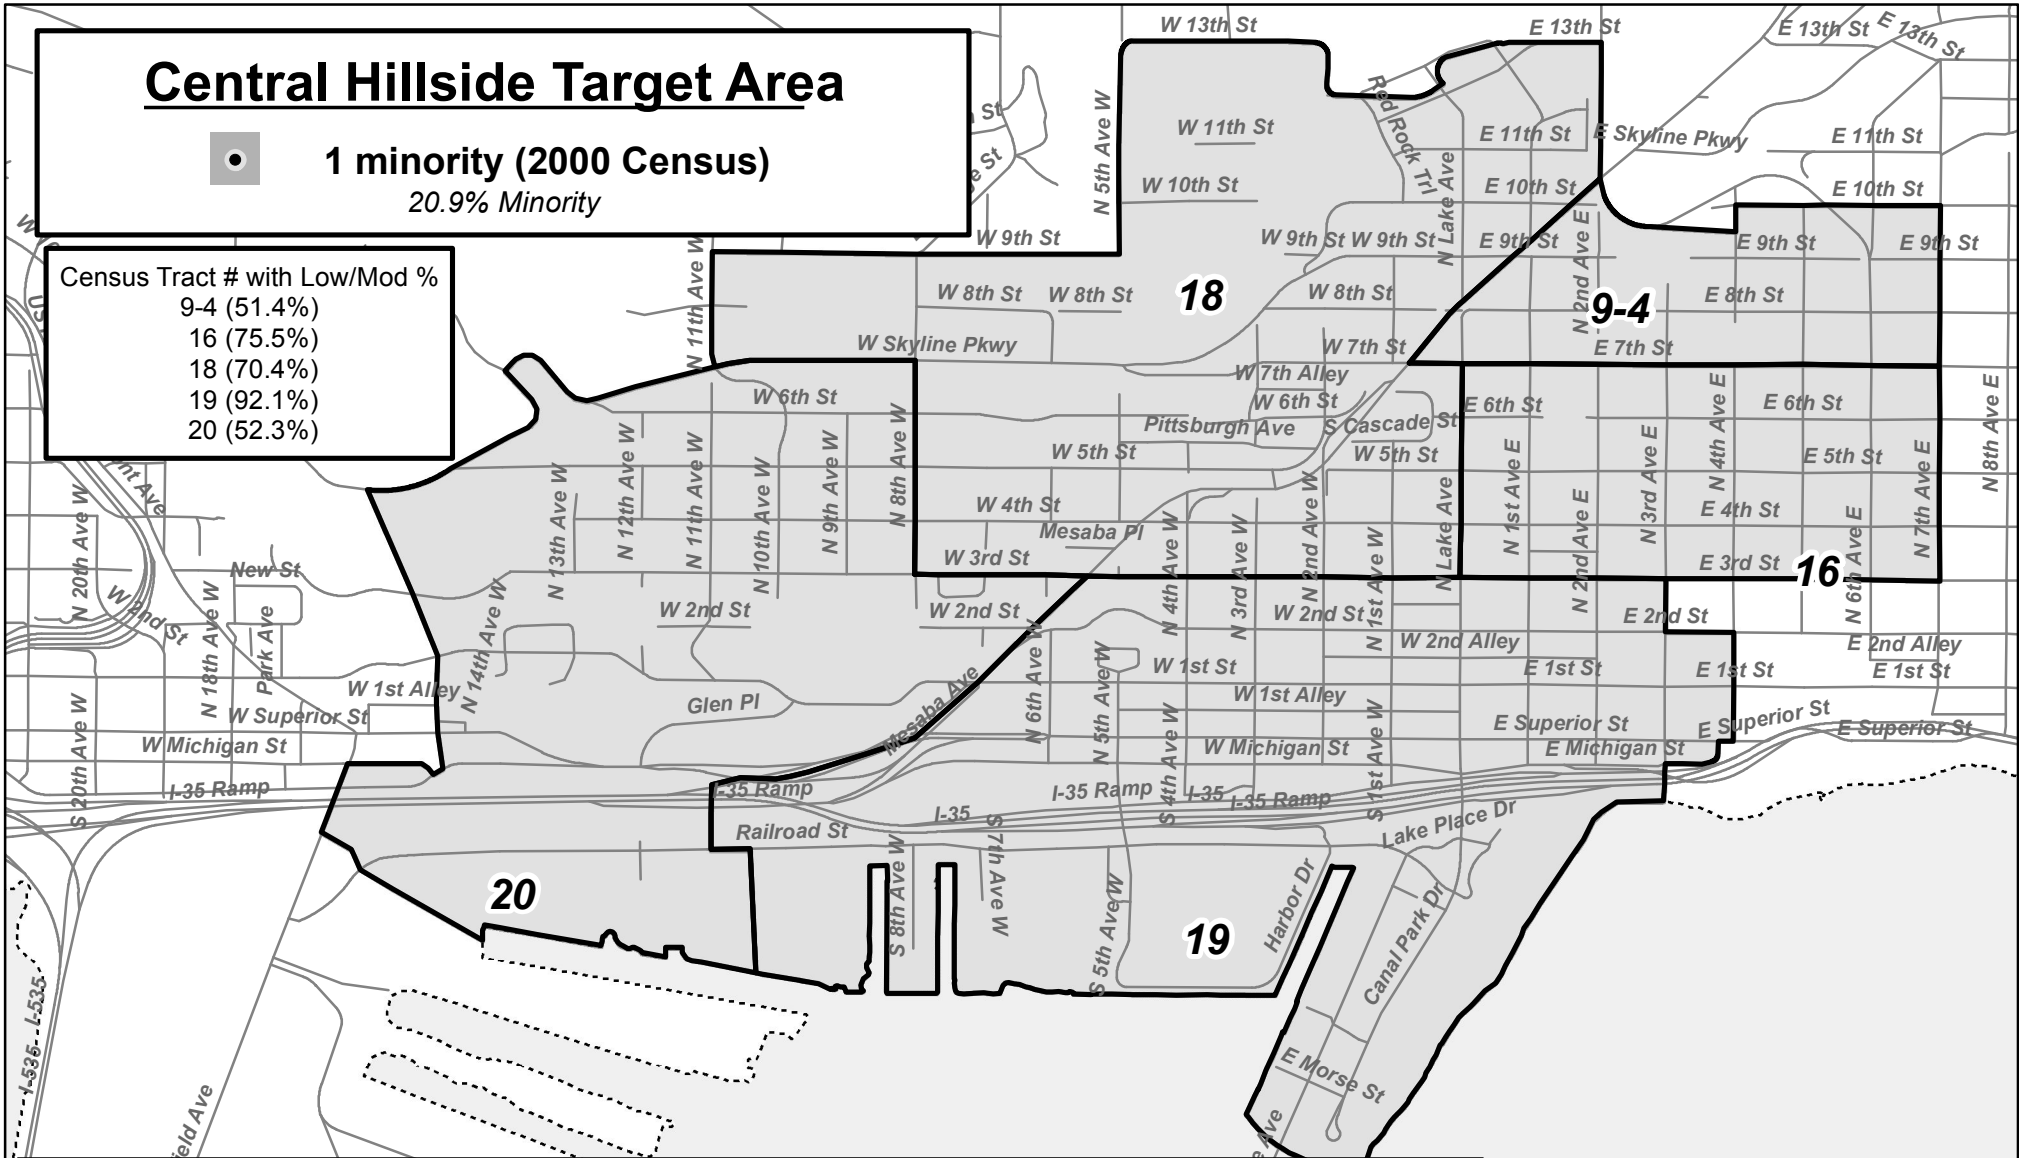 Central Hillside Target Area
1 minority (2000 Census)
20.9% Minority
Census Tract # with Low/Mod %
9-4 (51.4%)
16 (75.5%)
18 (70.4%)
19 (92.1%)
20 (52.3%)
W 13th St
E 13th St
E 13th St
E 13th St
N 5th Ave W
W 11th St
Red Rock Trl
E 11th St
E Skyline Pkwy
E 11th St
W 10th St
N Lake Ave
E 10th St
E 10th St
W 9th St
W 9th St
W 9th St
E 9th St
N 2nd Ave E
E 9th St
E 9th St
N 11th Ave W
W 8th St
W 8th St
18
W 8th St
9-4
E 8th St
W Skyline Pkwy
W 7th St
E 7th St
W 7th Alley
W 6th St
W 6th St
E 6th St
N 4th Ave E
E 6th St
N 8th Ave E
Pittsburgh Ave
S Cascade St
W 5th St
W 5th St
E 5th St
N 20th Ave W
N 13th Ave W
N 12th Ave W
N 11th Ave W
N 10th Ave W
N 9th Ave W
N 8th Ave W
W 4th St
N 2nd Ave W
N Lake Ave
N 1st Ave E
N 3rd Ave E
E 4th St
N 7th Ave E
Mesaba Pl
W 3rd St
N 4th Ave W
N 3rd Ave W
N 1st Ave W
N 2nd Ave E
E 3rd St
16
N 6th Ave E
New St
W 2nd St
N 18th Ave W
Park Ave
N 14th Ave W
W 2nd St
W 2nd St
W 2nd St
E 2nd St
W 2nd Alley
E 2nd Alley
W 1st St
E 1st St
E 1st St
E 1st St
W 1st Alley
W 1st Alley
Glen Pl
Mesaba Ave
N 6th Ave W
N 5th Ave W
S 20th Ave W
W Superior St
E Superior St
E Superior St
E Superior St
W Michigan St
W Michigan St
E Michigan St
S 4th Ave W
S 1st Ave W
I-35 Ramp
I-35 Ramp
I-35
I-35 Ramp
I-35
I-35 Ramp
Lake Place Dr
Railroad St
S 8th Ave W
S 7th Ave W
S 5th Ave W
20
19
Harbor Dr
Canal Park Dr
I-535
I-535
E Morse St